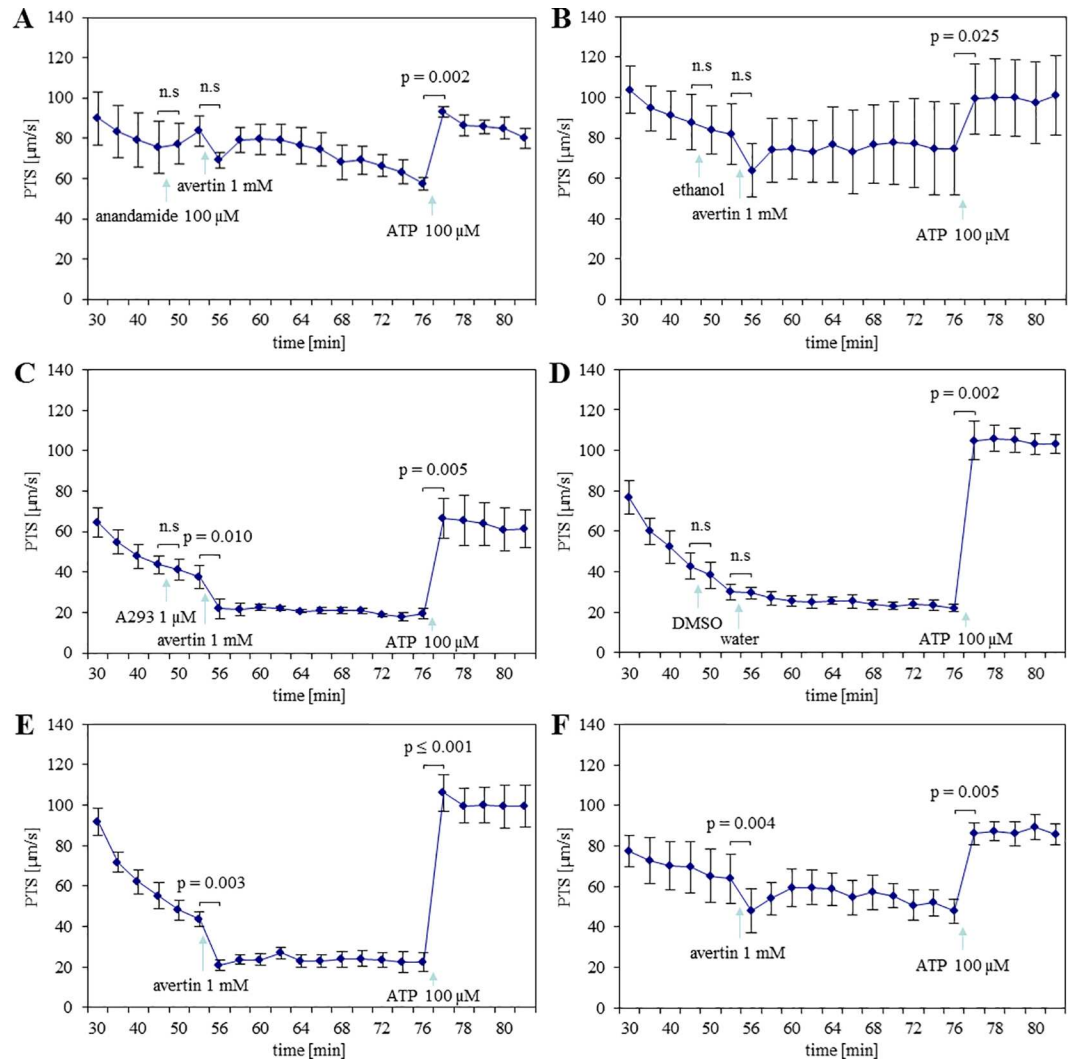 A
PTS [µm/s]
140
120
100
80
60
40
20
0
n.s
n.s
p = 0.002
avertin 1 mM
anandamide 100 µM
ATP 100 µM
30 40 50 56 60 64 68 72 76 78 80
time [min]
B
PTS [µm/s]
140
120
100
80
60
40
20
0
n.s
n.s
p = 0.025
ethanol
avertin 1 mM
ATP 100 µM
30 40 50 56 60 64 68 72 76 78 80
time [min]
C
PTS [µm/s]
140
120
100
80
60
40
20
0
n.s
p = 0.010
p = 0.005
A293 1 µM
avertin 1 mM
ATP 100 µM
30 40 50 56 60 64 68 72 76 78 80
time [min]
D
PTS [µm/s]
140
120
100
80
60
40
20
0
n.s
n.s
p = 0.002
DMSO
water
ATP 100 µM
30 40 50 56 60 64 68 72 76 78 80
time [min]
E
PTS [µm/s]
140
120
100
80
60
40
20
0
p = 0.003
p ≤ 0.001
avertin 1 mM
ATP 100 µM
30 40 50 56 60 64 68 72 76 78 80
time [min]
F
PTS [µm/s]
140
120
100
80
60
40
20
0
p = 0.004
p = 0.005
avertin 1 mM
ATP 100 µM
30 40 50 56 60 64 68 72 76 78 80
time [min]